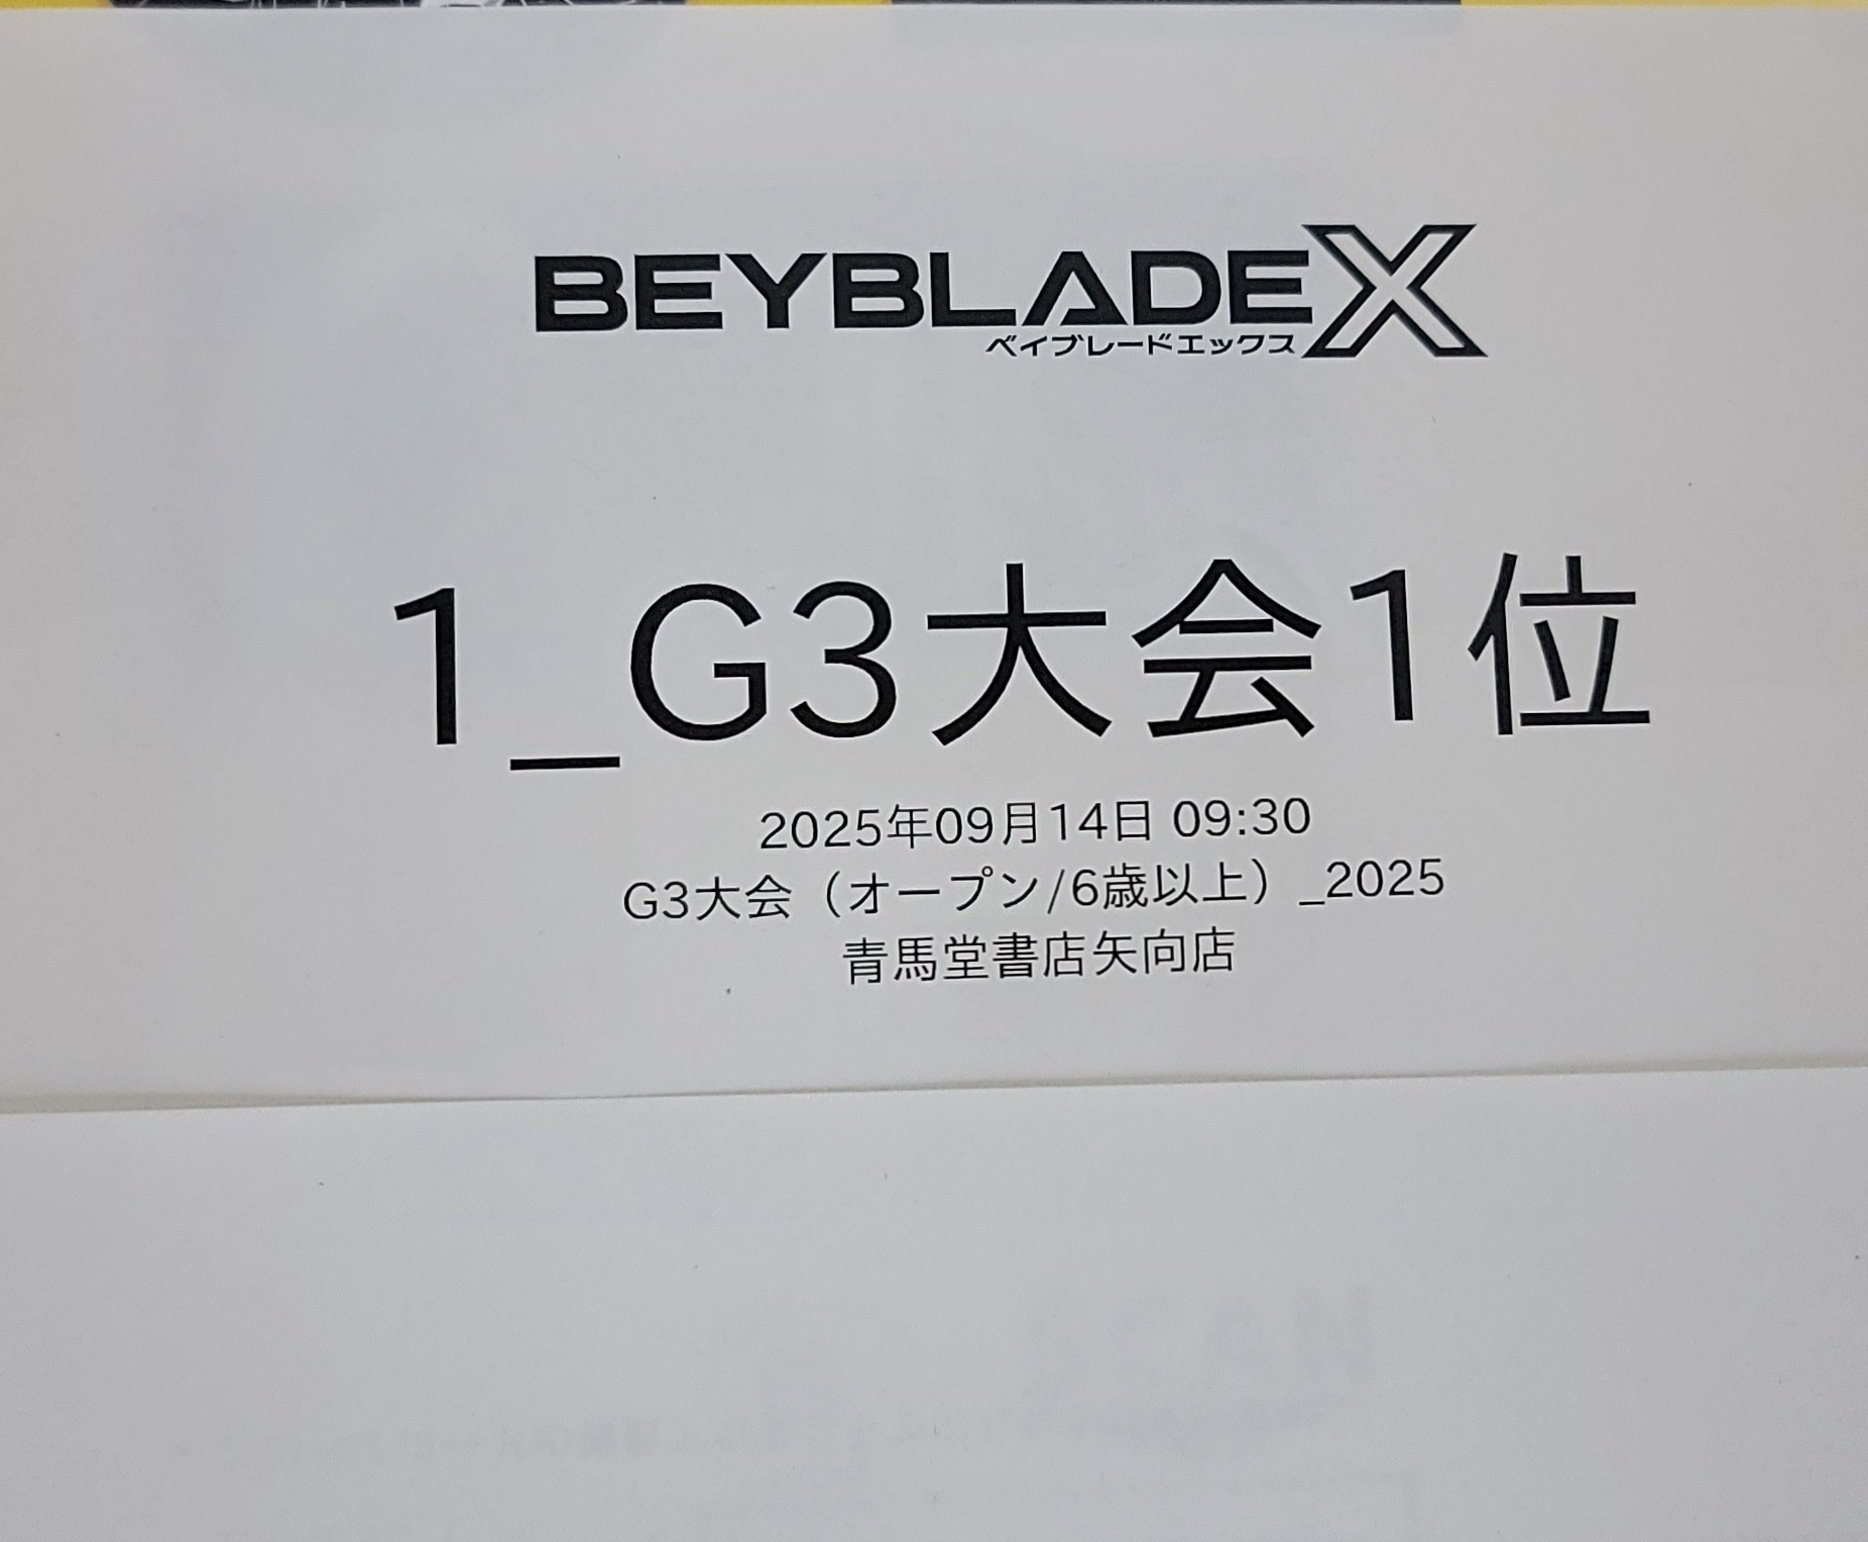 BEYBLADE X
ベイブレードエックス
1_G3大会1位
2025年09月14日 09:30
G3大会（オープン/6歳以上）_2025
青馬堂書店矢向店